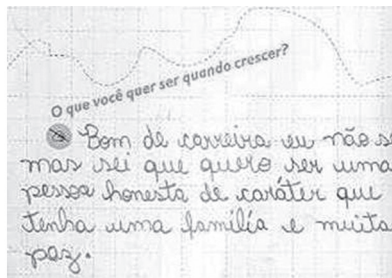 O que você quer ser quando crescer?
Bom de carreira eu não s
mas sei que quero ser uma
pessoa honesta de caráter que
tenha uma família e muita
paz.